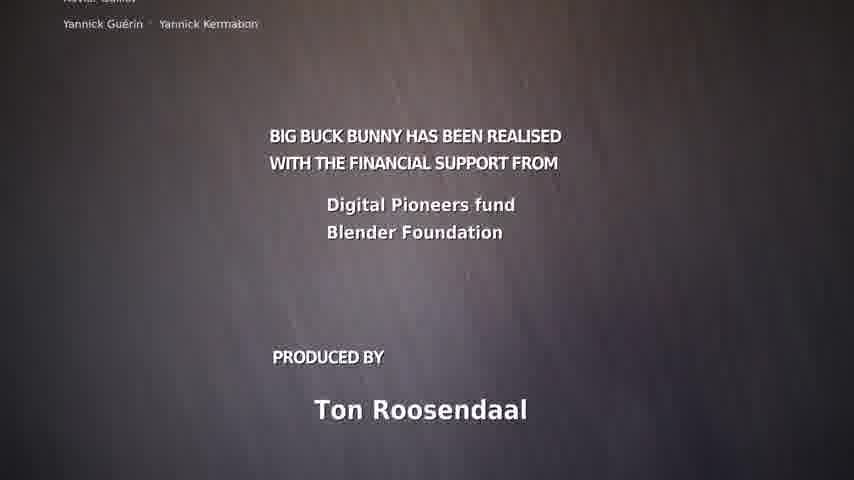 Yannick Guérin · Yannick Kermabon
BIG BUCK BUNNY HAS BEEN REALISED
WITH THE FINANCIAL SUPPORT FROM
Digital Pioneers fund
Blender Foundation
PRODUCED BY
Ton Roosendaal